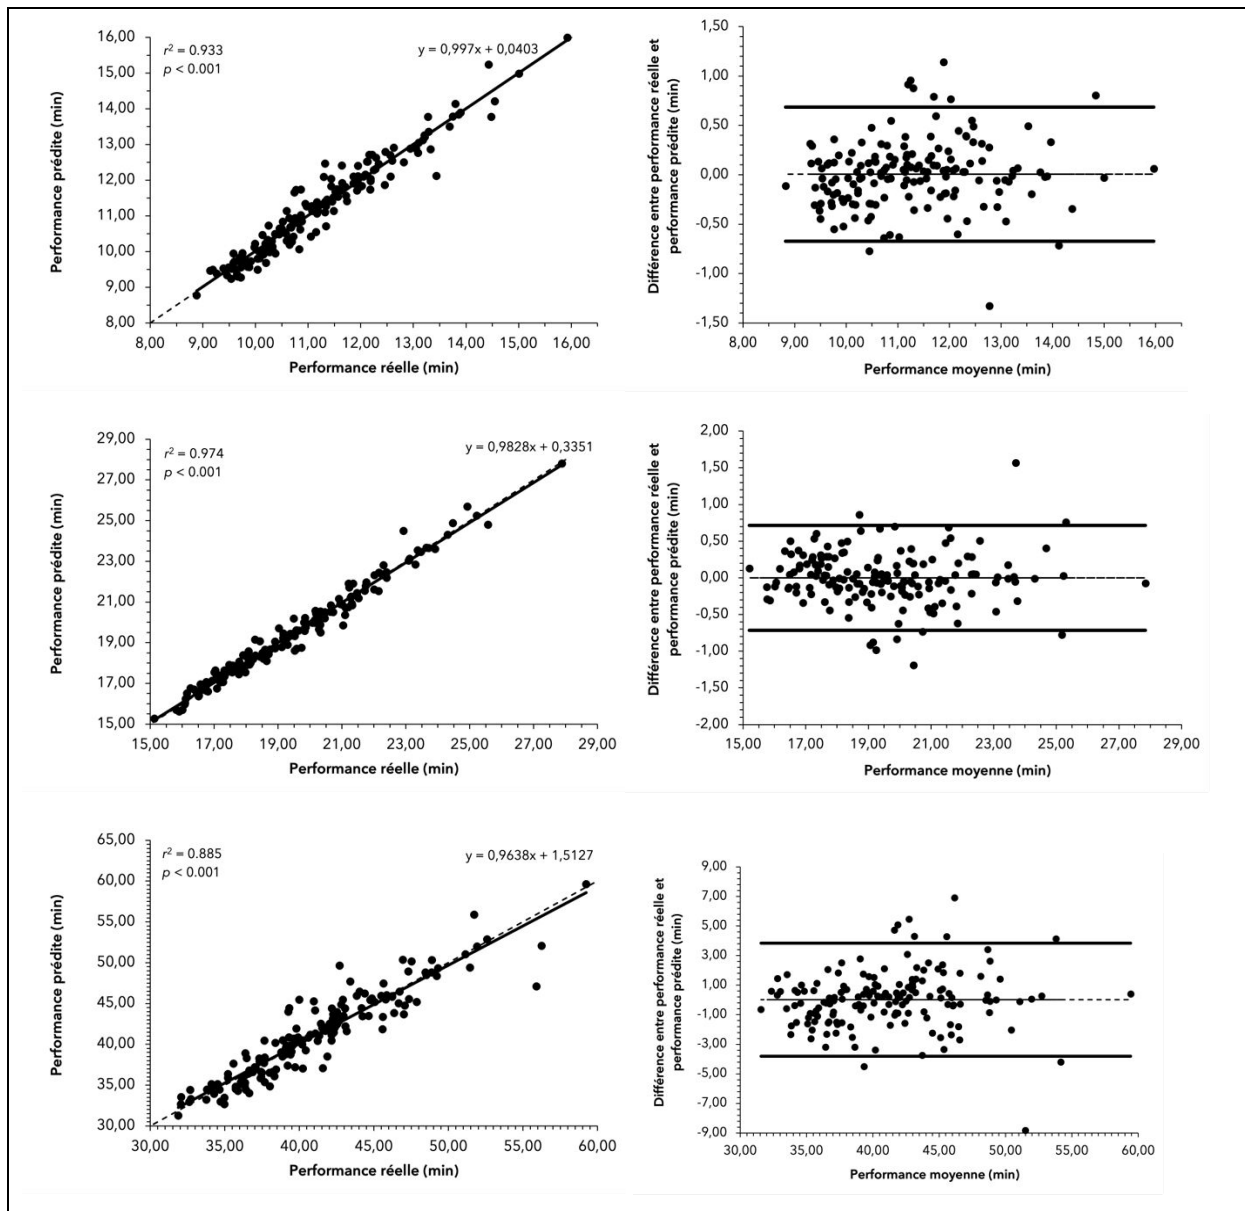 16,00
15,00
14,00
13,00
12,00
11,00
10,00
9,00
8,00
Performance prédite (min)
r² = 0.933
p < 0.001
y = 0,997x + 0,0403
8,00 9,00 10,00 11,00 12,00 13,00 14,00 15,00 16,00
Performance réelle (min)
1,50
1,00
0,50
0,00
-0,50
-1,00
-1,50
Différence entre performance réelle et
performance prédite (min)
8,00 9,00 10,00 11,00 12,00 13,00 14,00 15,00 16,00
Performance moyenne (min)
29,00
27,00
25,00
23,00
21,00
19,00
17,00
15,00
Performance prédite (min)
r² = 0.974
p < 0.001
y = 0,9828x + 0,3351
15,00 17,00 19,00 21,00 23,00 25,00 27,00 29,00
Performance réelle (min)
2,00
1,50
1,00
0,50
0,00
-0,50
-1,00
-1,50
-2,00
Différence entre performance réelle et
performance prédite (min)
15,00 17,00 19,00 21,00 23,00 25,00 27,00 29,00
Performance moyenne (min)
65,00
60,00
55,00
50,00
45,00
40,00
35,00
30,00
Performance prédite (min)
r² = 0.885
p < 0.001
y = 0,9638x + 1,5127
30,00 35,00 40,00 45,00 50,00 55,00 60,00
Performance réelle (min)
9,00
7,00
5,00
3,00
1,00
-1,00
-3,00
-5,00
-7,00
-9,00
Différence entre performance réelle et
performance prédite (min)
30,00 35,00 40,00 45,00 50,00 55,00 60,00
Performance moyenne (min)